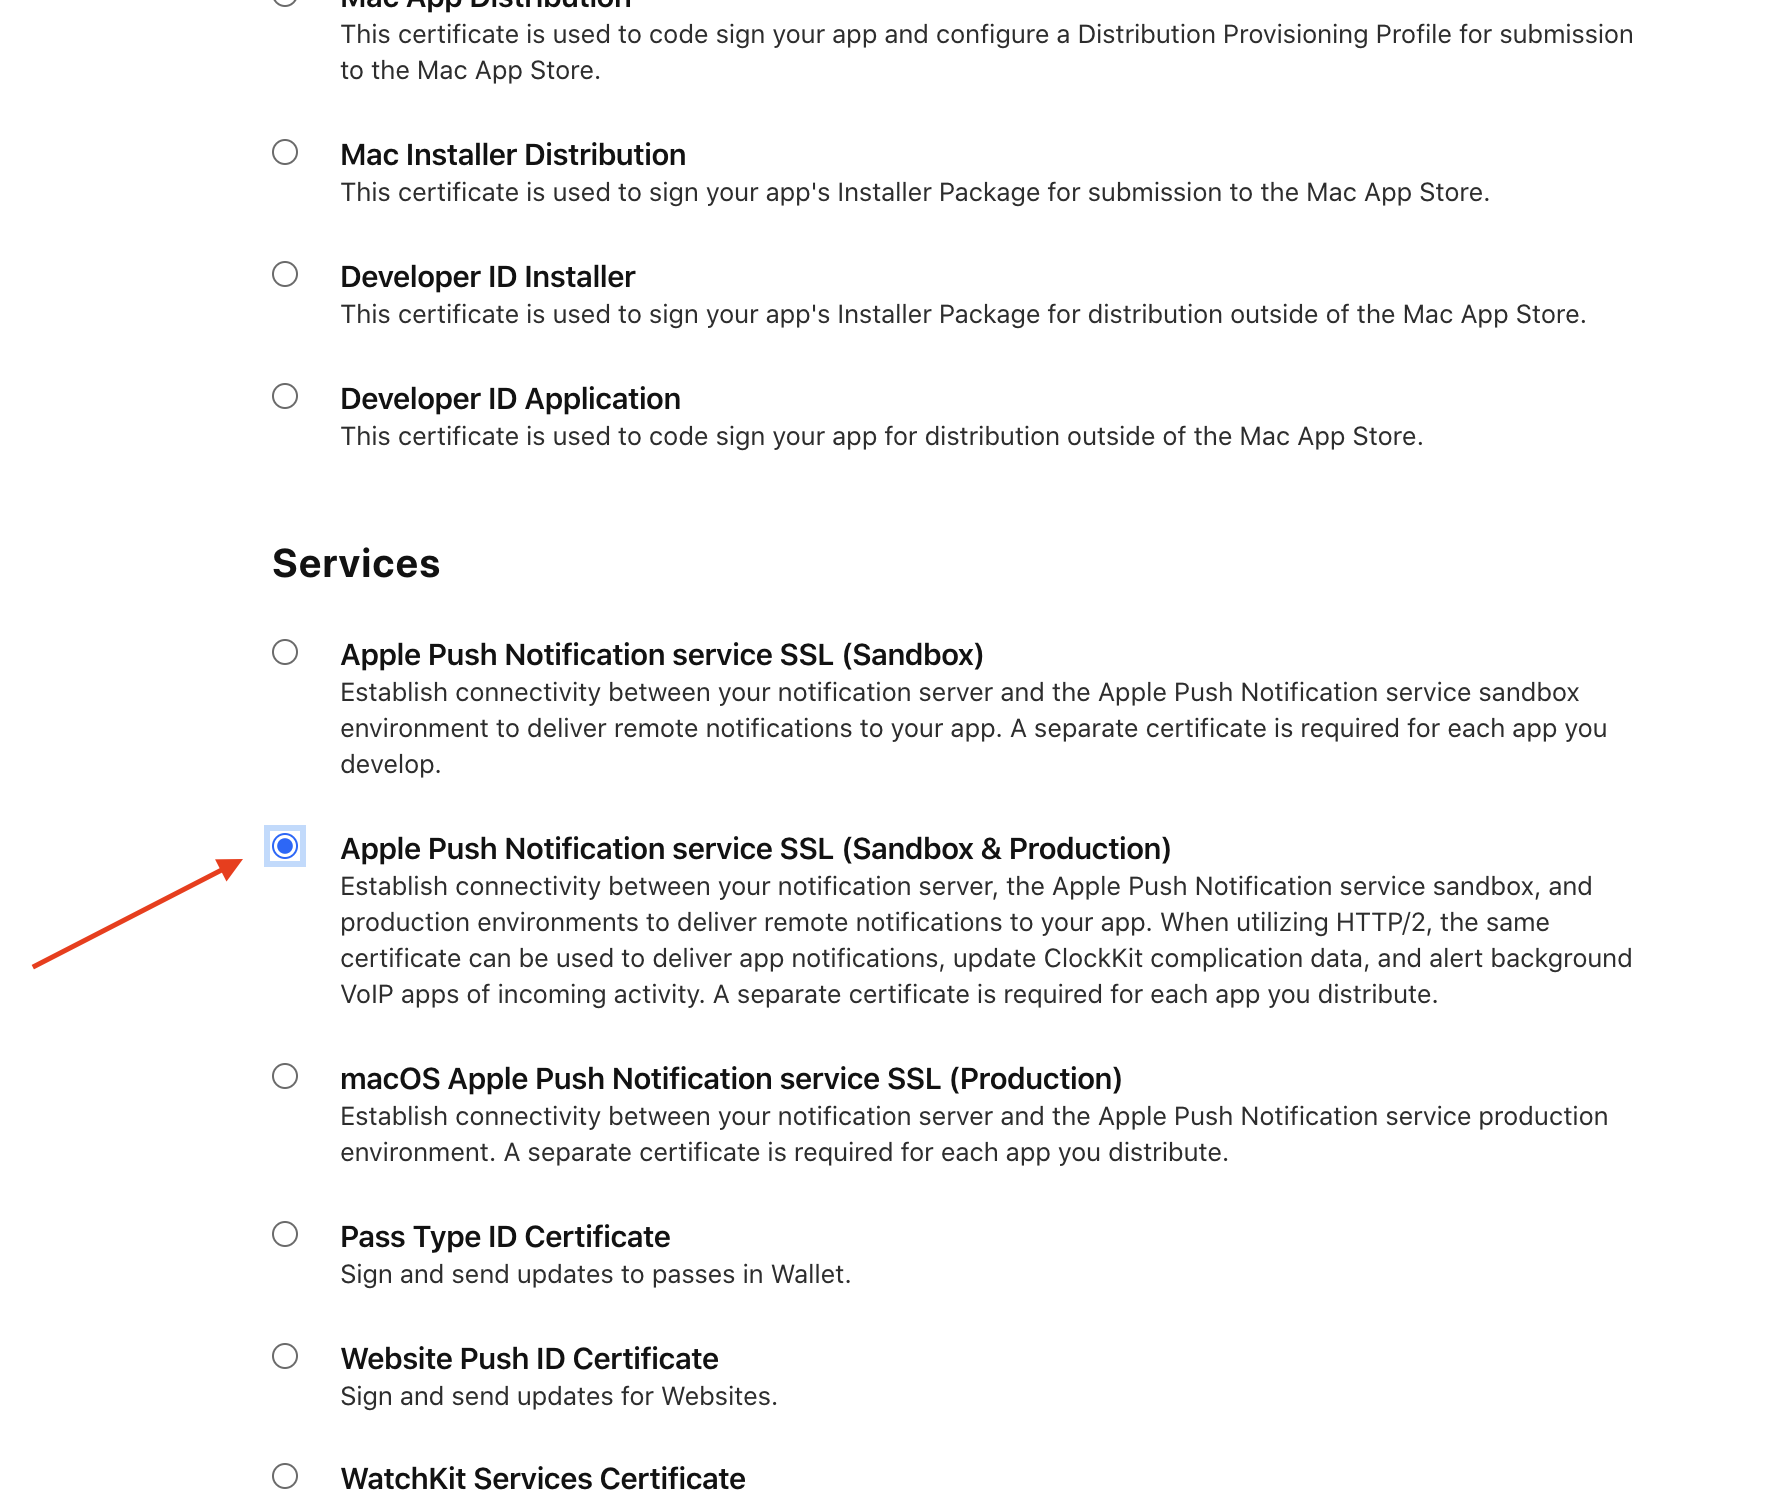 Mac App Distribution
This certificate is used to code sign your app and configure a Distribution Provisioning Profile for submission
to the Mac App Store.
Mac Installer Distribution
This certificate is used to sign your app's Installer Package for submission to the Mac App Store.
Developer ID Installer
This certificate is used to sign your app's Installer Package for distribution outside of the Mac App Store.
Developer ID Application
This certificate is used to code sign your app for distribution outside of the Mac App Store.
Services
Apple Push Notification service SSL (Sandbox)
Establish connectivity between your notification server and the Apple Push Notification service sandbox
environment to deliver remote notifications to your app. A separate certificate is required for each app you
develop.
Apple Push Notification service SSL (Sandbox & Production)
Establish connectivity between your notification server, the Apple Push Notification service sandbox, and
production environments to deliver remote notifications to your app. When utilizing HTTP/2, the same
certificate can be used to deliver app notifications, update ClockKit complication data, and alert background
VoIP apps of incoming activity. A separate certificate is required for each app you distribute.
macOS Apple Push Notification service SSL (Production)
Establish connectivity between your notification server and the Apple Push Notification service production
environment. A separate certificate is required for each app you distribute.
Pass Type ID Certificate
Sign and send updates to passes in Wallet.
Website Push ID Certificate
Sign and send updates for Websites.
WatchKit Services Certificate